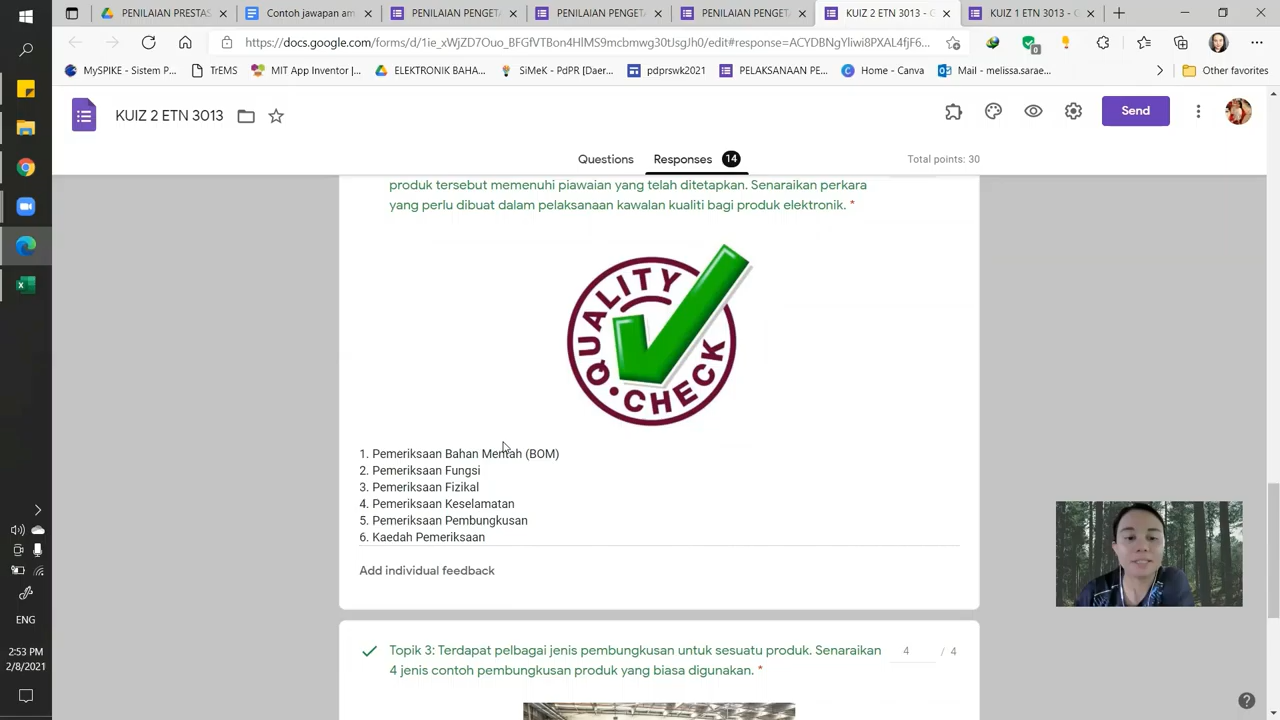 PENILAIAN PRESTAS
Contoh jawapan am
PENILAIAN PENGETA
PENILAIAN PENGETA
PENILAIAN PENGETA
KUIZ 2 ETN 3013 - G
KUIZ 1 ETN 3013 - G
https://docs.google.com/forms/d/1ie_xWjZD7Ouo_BFGfVTBon4HlMS9mcbmwg30tJsgJh0/edit#response=ACYDBNgYliwi8PXAL4fjF6...
MySPIKE - Sistem P...
TrEMS
MIT App Inventor |...
ELEKTRONIK BAHA...
SiMeK - PdPR [Daer...
pdprswk2021
PELAKSANAAN PE...
Home - Canva
Mail - melissa.sarae...
Other favorites
KUIZ 2 ETN 3013
Send
Questions
Responses 14
Total points: 30
produk tersebut memenuhi piawaian yang telah ditetapkan. Senaraikan perkara
yang perlu dibuat dalam pelaksanaan kawalan kualiti bagi produk elektronik. *
QUALITY
CHECK
1. Pemeriksaan Bahan Mentah (BOM)
2. Pemeriksaan Fungsi
3. Pemeriksaan Fizikal
4. Pemeriksaan Keselamatan
5. Pemeriksaan Pembungkusan
6. Kaedah Pemeriksaan
Add individual feedback
Topik 3: Terdapat pelbagai jenis pembungkusan untuk sesuatu produk. Senaraikan
4 jenis contoh pembungkusan produk yang biasa digunakan. *
4 / 4
ENG
2:53 PM
2/8/2021